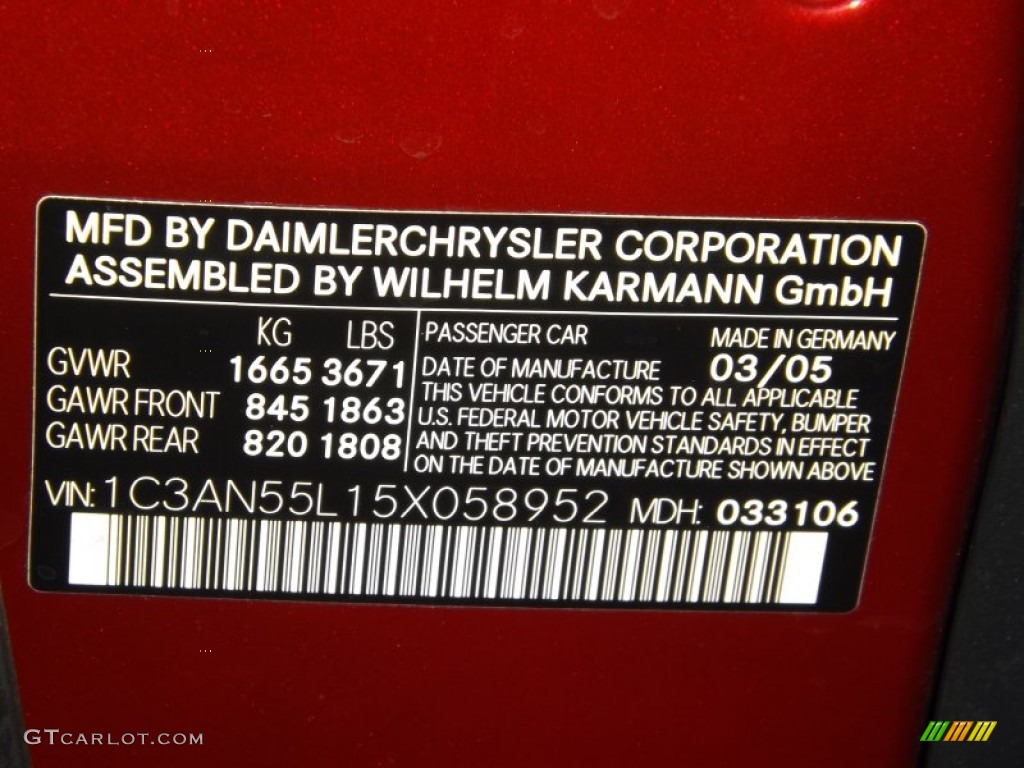 MFD BY DAIMLERCHRYSLER CORPORATION
ASSEMBLED BY WILHELM KARMANN GmbH
KG LBS
GVWR 1665 3671
GAWR FRONT 845 1863
GAWR REAR 820 1808
PASSENGER CAR MADE IN GERMANY
DATE OF MANUFACTURE 03/05
THIS VEHICLE CONFORMS TO ALL APPLICABLE
U.S. FEDERAL MOTOR VEHICLE SAFETY, BUMPER
AND THEFT PREVENTION STANDARDS IN EFFECT
ON THE DATE OF MANUFACTURE SHOWN ABOVE
VIN: 1C3AN55L15X058952 MDH: 033106
GTCARLOT.COM